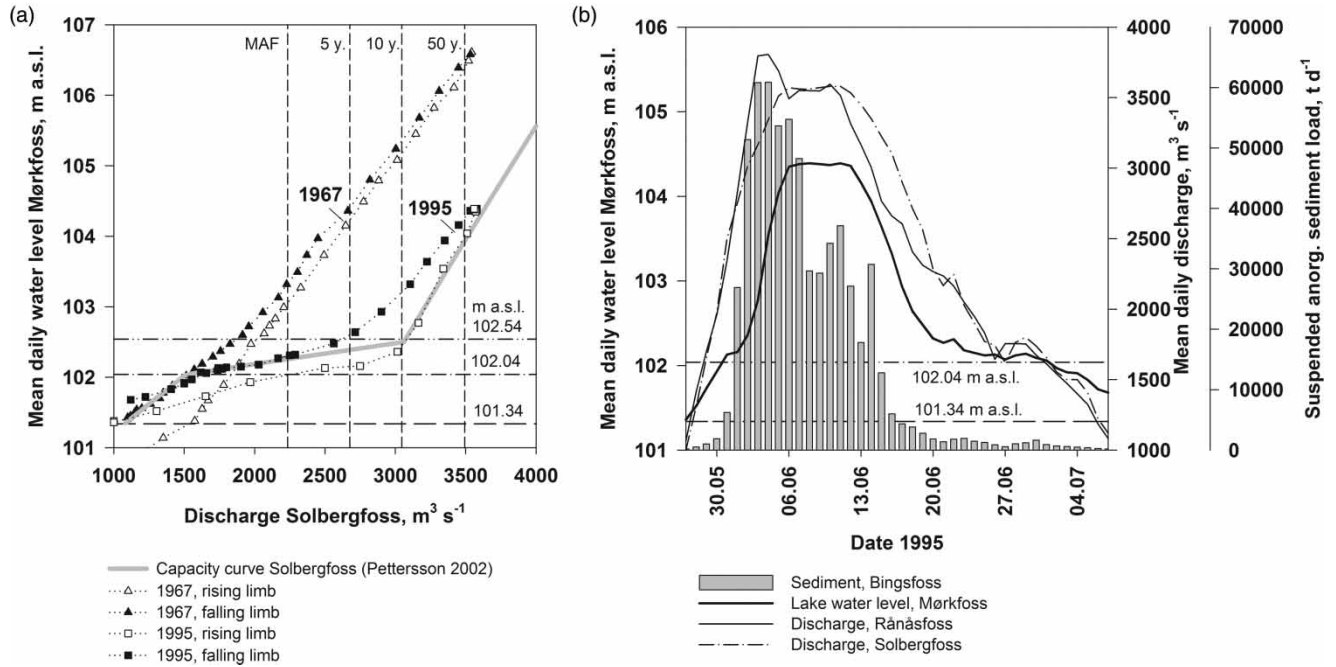 (a)
Mean daily water level Mørkfoss, m a.s.l.
107
106
105
104
103
102
101
MAF
5 y.
10 y.
50 y.
1967
1995
m a.s.l.
102.54
102.04
101.34
1000 1500 2000 2500 3000 3500 4000
Discharge Solbergfoss, m³ s⁻¹
Capacity curve Solbergfoss (Pettersson 2002)
1967, rising limb
1967, falling limb
1995, rising limb
1995, falling limb
(b)
Mean daily water level Mørkfoss, m a.s.l.
106
105
104
103
102
101
102.04 m a.s.l.
101.34 m a.s.l.
4000
3500
3000
2500
2000
1500
1000
Mean daily discharge, m³ s⁻¹
70000
60000
50000
40000
30000
20000
10000
0
Suspended anorg. sediment load, t d⁻¹
30.05
06.06
13.06
20.06
27.06
04.07
Date 1995
Sediment, Bingsfoss
Lake water level, Mørkfoss
Discharge, Rånåsfoss
Discharge, Solbergfoss